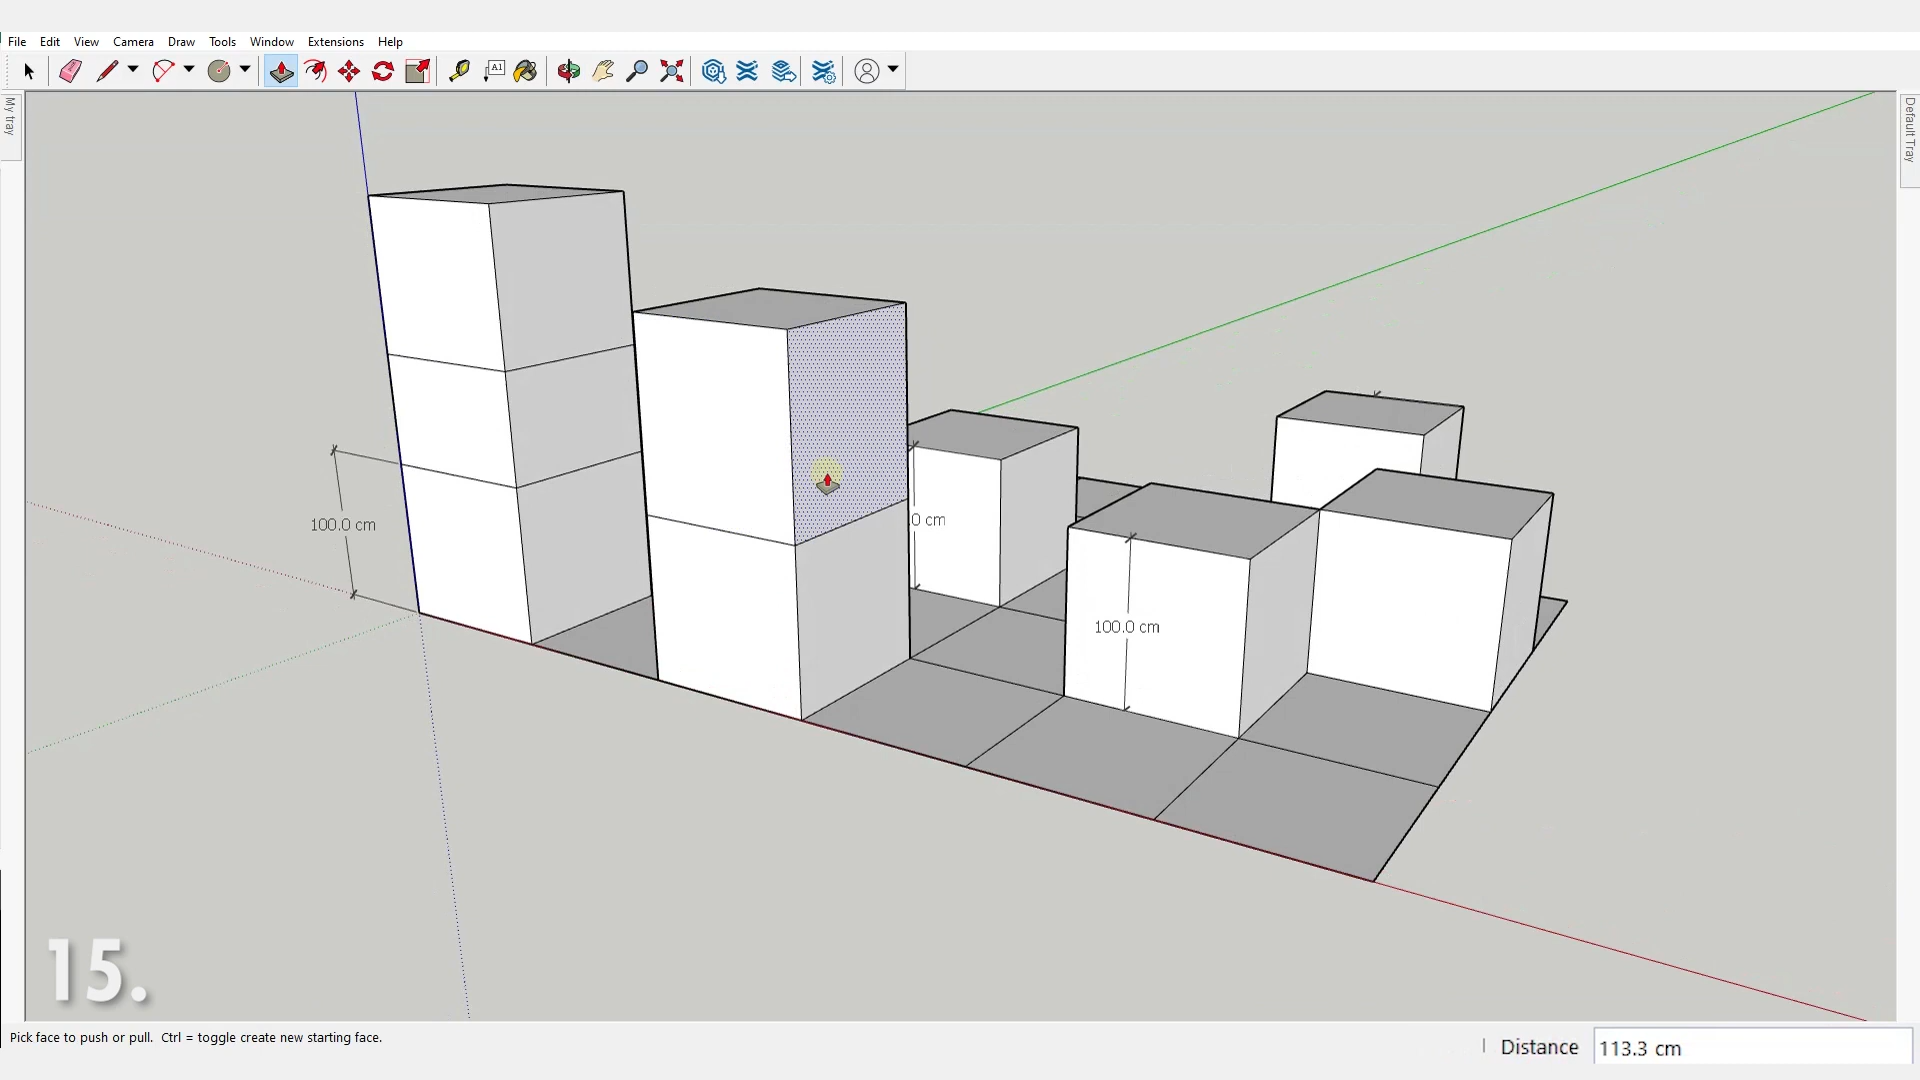 File Edit View Camera Draw Tools Window Extensions Help
A1
My tray
Default Tray
100.0 cm
0 cm
100.0 cm
15.
Pick face to push or pull. Ctrl = toggle create new starting face.
Distance 113.3 cm